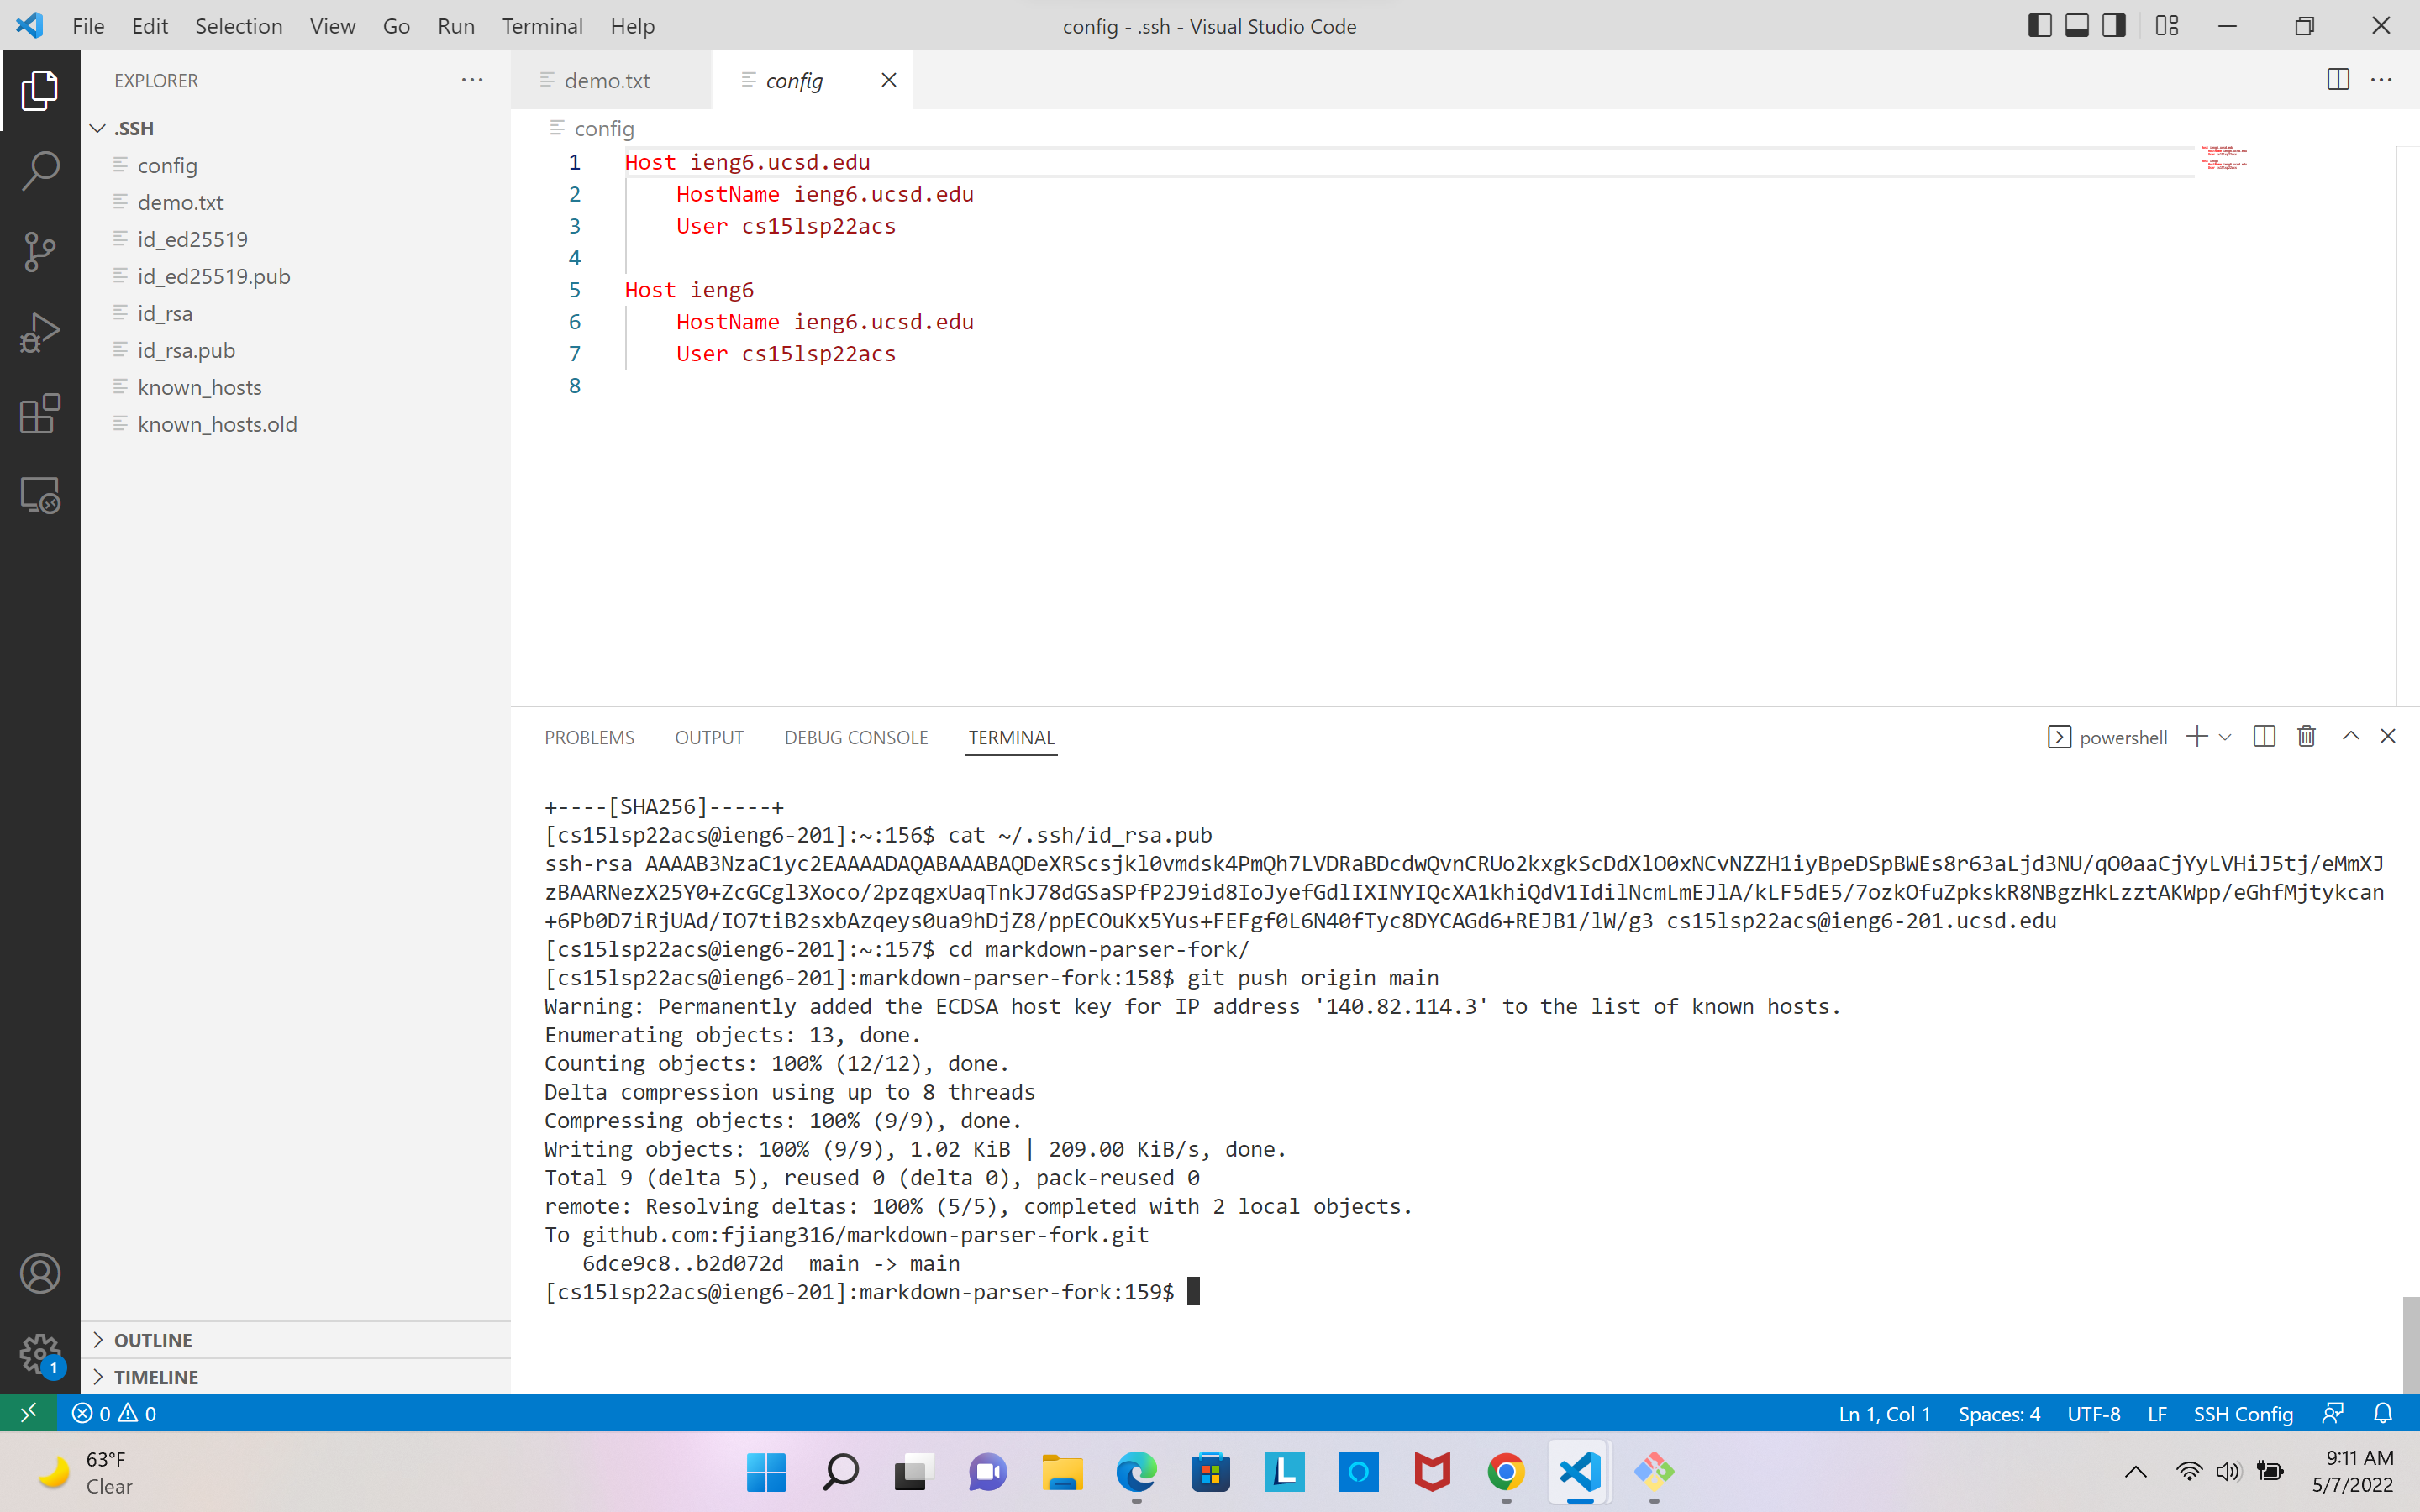 File Edit Selection View Go Run Terminal Help
config - .ssh - Visual Studio Code
EXPLORER
.SSH
config
demo.txt
id_ed25519
id_ed25519.pub
id_rsa
id_rsa.pub
known_hosts
known_hosts.old
OUTLINE
TIMELINE
demo.txt
config
config
1 Host ieng6.ucsd.edu
2 HostName ieng6.ucsd.edu
3 User cs15lsp22acs
4
5 Host ieng6
6 HostName ieng6.ucsd.edu
7 User cs15lsp22acs
8
PROBLEMS OUTPUT DEBUG CONSOLE TERMINAL
powershell
+----[SHA256]-----+
[cs15lsp22acs@ieng6-201]:~:156$ cat ~/.ssh/id_rsa.pub
ssh-rsa AAAAB3NzaC1yc2EAAAADAQABAAABAQDeXRScsjkl0vmdsk4PmQh7LVDRaBDcdwQvnCRUo2kxgkScDdXlO0xNCvNZZH1iyBpeDSpBWEs8r63aLjd3NU/qO0aaCjYyLVHiJ5tj/eMmXJ
zBAARNezX25Y0+ZcGCgl3Xoco/2pzqgxUaqTnkJ78dGSaSPfP2J9id8IoJyefGdlIXINYIQcXA1khiQdV1IdilNcmLmEJlA/kLF5dE5/7ozkOfuZpkskR8NBgzHkLzztAKWpp/eGhfMjtykcan
+6Pb0D7iRjUAd/IO7tiB2sxbAzqeys0ua9hDjZ8/ppECOuKx5Yus+FEFgf0L6N40fTyc8DYCAGd6+REJB1/lW/g3 cs15lsp22acs@ieng6-201.ucsd.edu
[cs15lsp22acs@ieng6-201]:~:157$ cd markdown-parser-fork/
[cs15lsp22acs@ieng6-201]:markdown-parser-fork:158$ git push origin main
Warning: Permanently added the ECDSA host key for IP address '140.82.114.3' to the list of known hosts.
Enumerating objects: 13, done.
Counting objects: 100% (12/12), done.
Delta compression using up to 8 threads
Compressing objects: 100% (9/9), done.
Writing objects: 100% (9/9), 1.02 KiB | 209.00 KiB/s, done.
Total 9 (delta 5), reused 0 (delta 0), pack-reused 0
remote: Resolving deltas: 100% (5/5), completed with 2 local objects.
To github.com:fjiang316/markdown-parser-fork.git
6dce9c8..b2d072d main -> main
[cs15lsp22acs@ieng6-201]:markdown-parser-fork:159$
1
0 0
Ln 1, Col 1 Spaces: 4 UTF-8 LF SSH Config
63°F
Clear
L
9:11 AM
5/7/2022